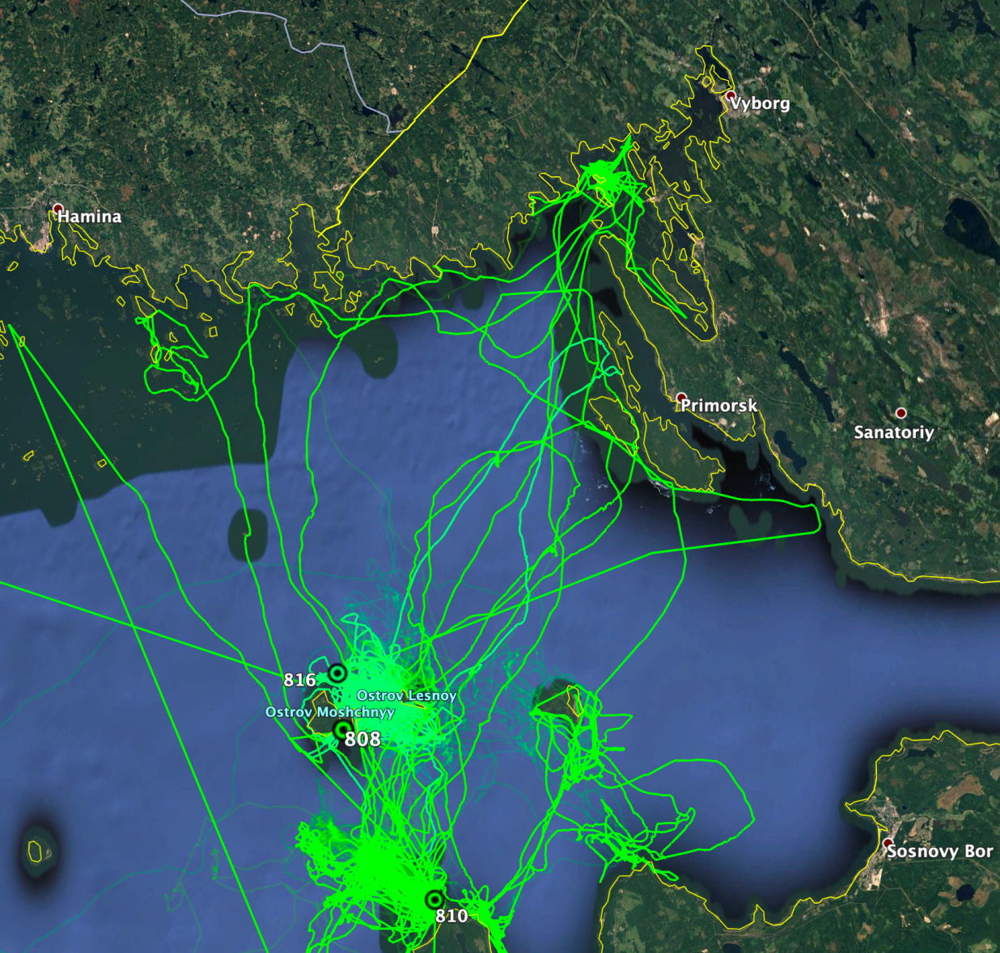 Vyborg
Hamina
Primorsk
Sanatoriy
816
Ostrov Lesnoy
Ostrov Moshchnyy
808
Sosnovy Bor
810